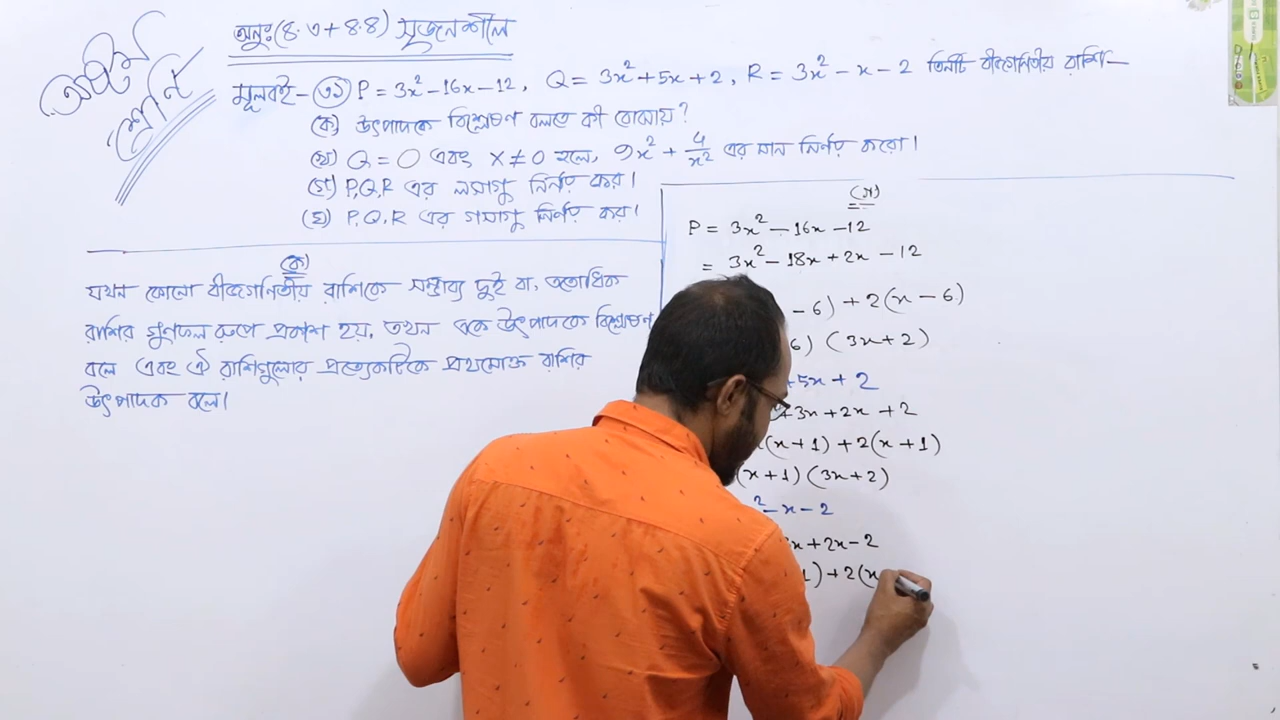 অষ্টম শ্রেণি
অনুঃ(৪.৩+৪.৪) সৃজনশীল
মূলবই- ৩১ P = 3x² - 16x - 12, Q = 3x² + 5x + 2, R = 3x² - x - 2 তিনটি বীজগণিতীয় রাশি-
(ক) উৎপাদকে বিশ্লেষণ বলতে কী বোঝায়?
(খ) Q = 0 এবং x ≠ 0 হলে, 9x² + 4/x² এর মান নির্ণয় করো।
(গ) P,Q,R এর লসাগু নির্ণয় কর।
(ঘ) P,Q,R এর গসাগু নির্ণয় কর।
(ক)
যখন কোনো বীজগণিতীয় রাশিকে সম্ভাব্য দুই বা, ততোধিক
রাশির গুণফল রূপে প্রকাশ হয়, তখন একে উৎপাদকে বিশ্লেষণ
বলে এবং ঐ রাশিগুলোর প্রত্যেকটিকে প্রথমোক্ত রাশির
উৎপাদক বলে।
(গ)
P = 3x² - 16x - 12
= 3x² - 18x + 2x - 12
- 6) + 2(x - 6)
6) (3x + 2)
+ 5x + 2
+ 3x + 2x + 2
(x + 1) + 2(x + 1)
(x + 1) (3x + 2)
² - x - 2
x + 2x - 2
1) + 2(x